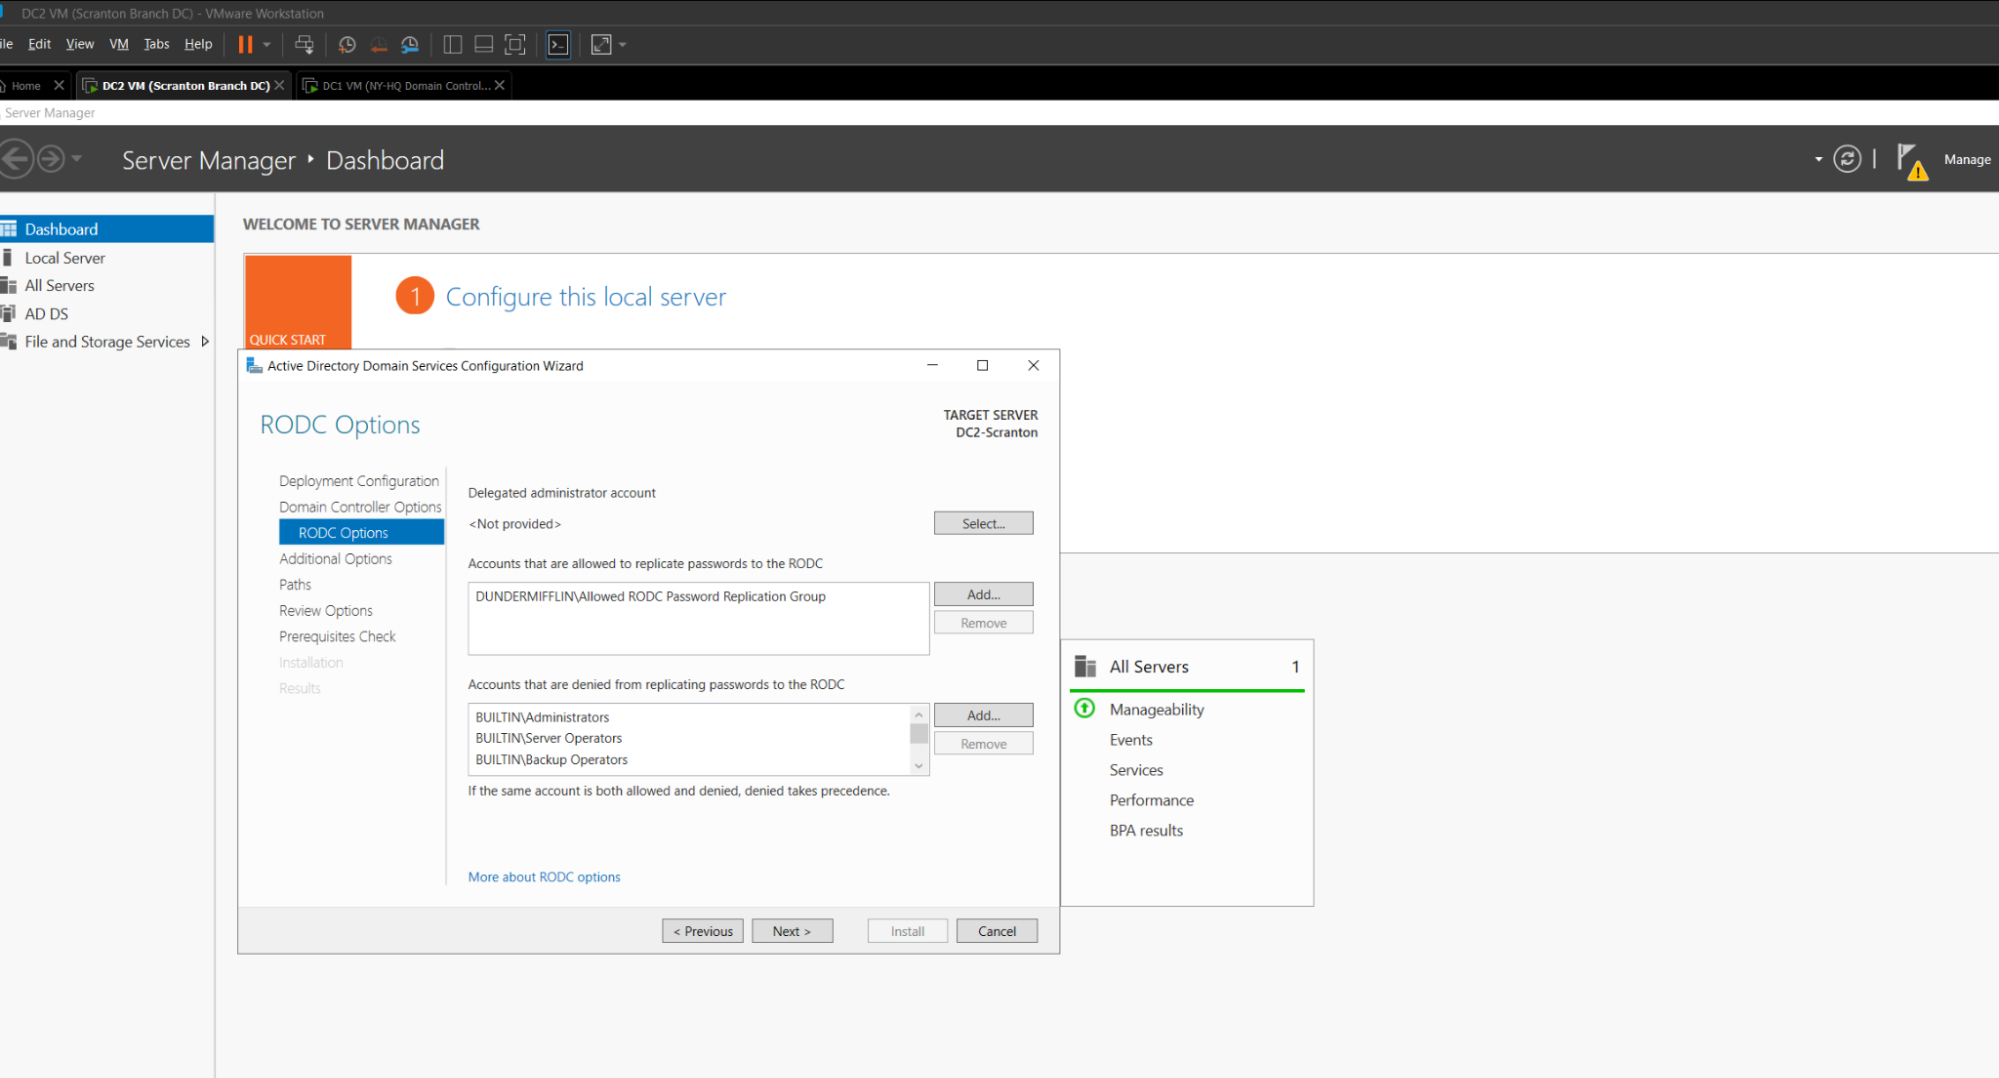 DC2 VM (Scranton Branch DC) - VMware Workstation
ile Edit View VM Tabs Help
Home DC2 VM (Scranton Branch DC) DC1 VM (NY-HQ Domain Control...
Server Manager
Server Manager Dashboard
Manage
Dashboard
Local Server
All Servers
AD DS
File and Storage Services
WELCOME TO SERVER MANAGER
QUICK START
1 Configure this local server
Active Directory Domain Services Configuration Wizard
RODC Options
TARGET SERVER
DC2-Scranton
Deployment Configuration
Domain Controller Options
RODC Options
Additional Options
Paths
Review Options
Prerequisites Check
Installation
Results
Delegated administrator account
<Not provided>
Select...
Accounts that are allowed to replicate passwords to the RODC
DUNDERMIFFLIN\Allowed RODC Password Replication Group
Add...
Remove
Accounts that are denied from replicating passwords to the RODC
BUILTIN\Administrators
BUILTIN\Server Operators
BUILTIN\Backup Operators
Add...
Remove
If the same account is both allowed and denied, denied takes precedence.
More about RODC options
< Previous
Next >
Install
Cancel
All Servers 1
Manageability
Events
Services
Performance
BPA results